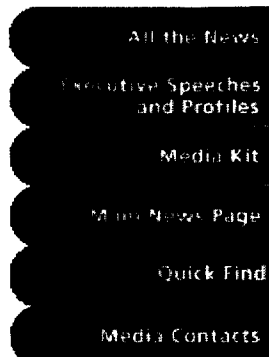 All the News
Executive Speeches
and Profiles
Media Kit
Main News Page
Quick Find
Media Contacts